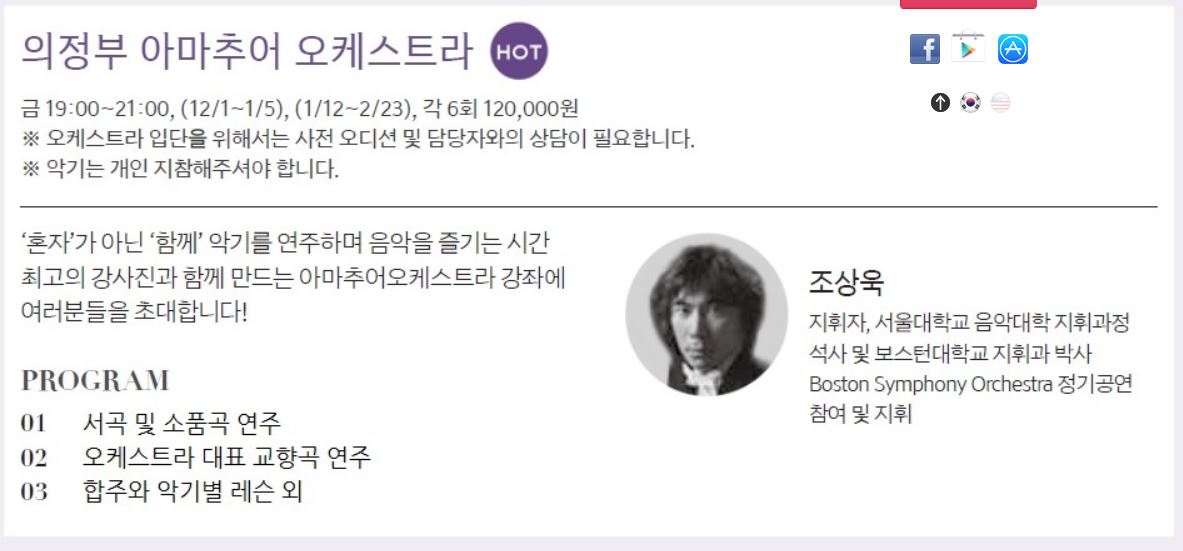 의정부 아마추어 오케스트라 HOT
금 19:00~21:00, (12/1~1/5), (1/12~2/23), 각 6회 120,000원
※ 오케스트라 입단을 위해서는 사전 오디션 및 담당자와의 상담이 필요합니다.
※ 악기는 개인 지참해주셔야 합니다.
‘혼자’가 아닌 ‘함께’ 악기를 연주하며 음악을 즐기는 시간
최고의 강사진과 함께 만드는 아마추어오케스트라 강좌에
여러분들을 초대합니다!
PROGRAM
01 서곡 및 소품곡 연주
02 오케스트라 대표 교향곡 연주
03 합주와 악기별 레슨 외
조상욱
지휘자, 서울대학교 음악대학 지휘과정
석사 및 보스턴대학교 지휘과 박사
Boston Symphony Orchestra 정기공연
참여 및 지휘